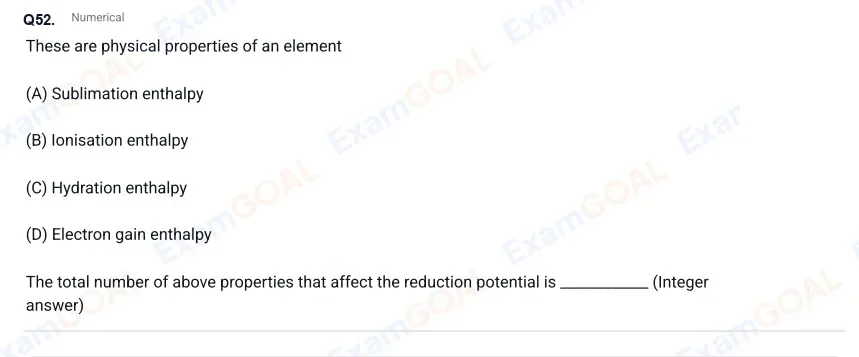 Q52. Numerical
These are physical properties of an element
(A) Sublimation enthalpy
(B) Ionisation enthalpy
(C) Hydration enthalpy
(D) Electron gain enthalpy
The total number of above properties that affect the reduction potential is __________ (Integer
answer)
ExamGOAL